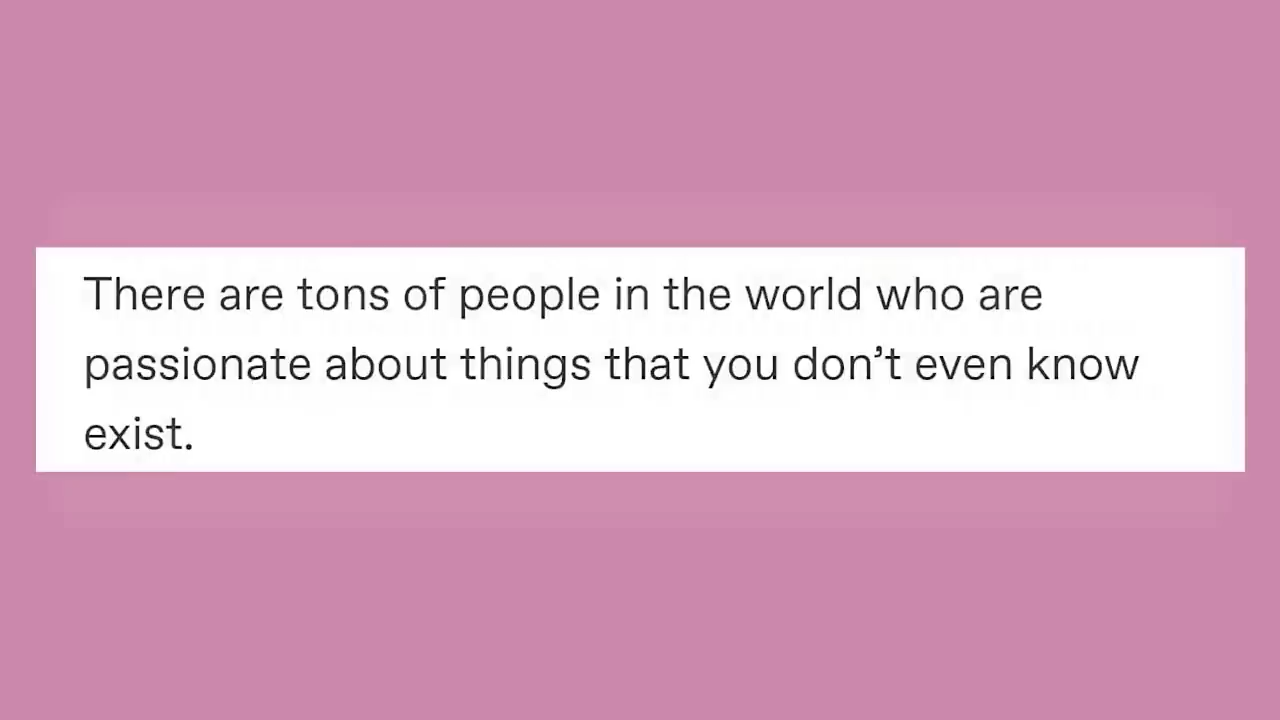 There are tons of people in the world who are
passionate about things that you don’t even know
exist.